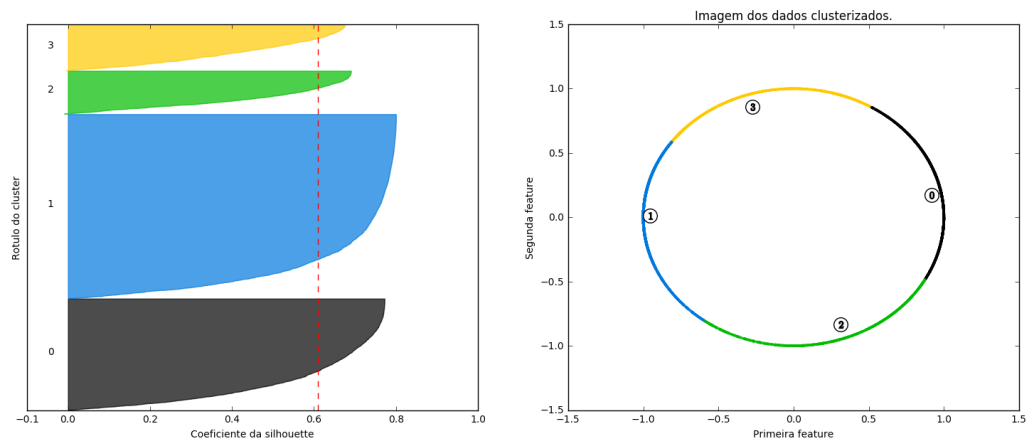 3
2
1
0
Rotulo do cluster
−0.1 0.0 0.2 0.4 0.6 0.8 1.0
Coeficiente da silhouette
Imagem dos dados clusterizados.
1.5
1.0
0.5
0.0
−0.5
−1.0
−1.5
Segunda feature
3
0
1
2
−1.5 −1.0 −0.5 0.0 0.5 1.0 1.5
Primeira feature